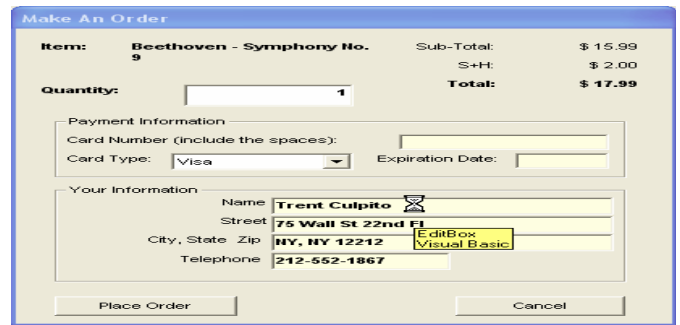 Make An Order
Item: Beethoven - Symphony No. 9
Sub-Total: $ 15.99
S+H: $ 2.00
Quantity: 1
Total: $ 17.99
Payment Information
Card Number (include the spaces):
Card Type: Visa
Expiration Date:
Your Information
Name Trent Culpito
Street 75 Wall St 22nd Fl
EditBox
Visual Basic
City, State Zip NY, NY 12212
Telephone 212-552-1867
Place Order
Cancel